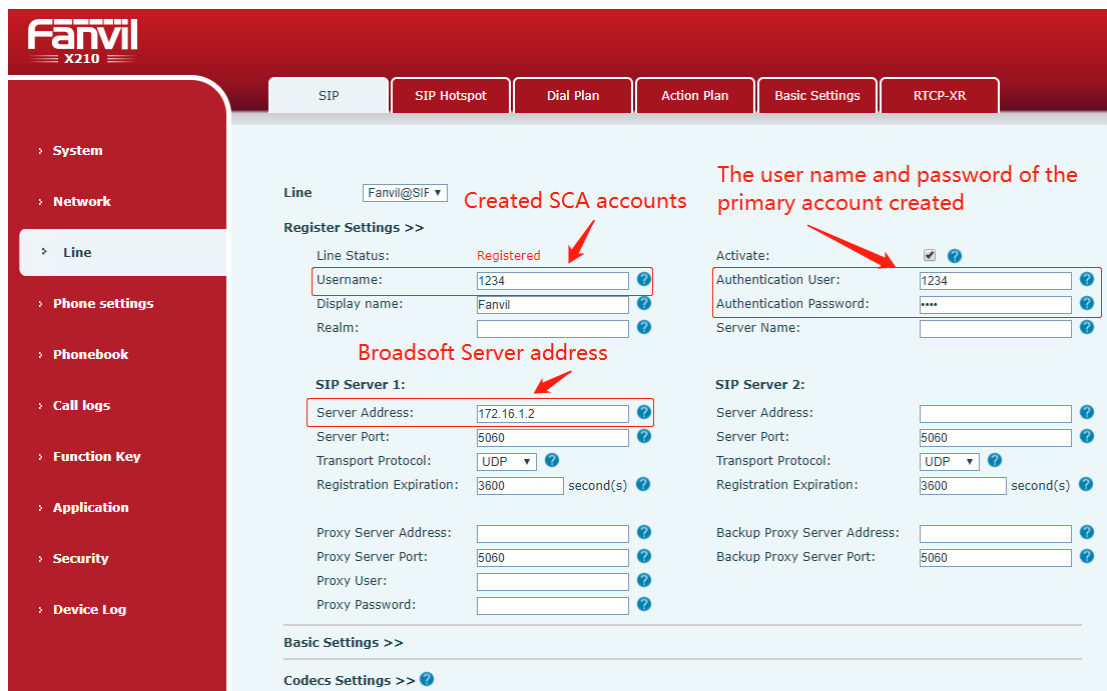 Fanvil
X210
SIP
SIP Hotspot
Dial Plan
Action Plan
Basic Settings
RTCP-XR
› System
› Network
› Line
› Phone settings
› Phonebook
› Call logs
› Function Key
› Application
› Security
› Device Log
The user name and password of the
primary account created
Line Fanvil@SIF ▼
Created SCA accounts
Register Settings >>
Line Status: Registered
Activate: ✔ ?
Username: 1234 ?
Authentication User: 1234 ?
Display name: Fanvil ?
Authentication Password: •••• ?
Realm: ?
Server Name: ?
Broadsoft Server address
SIP Server 1:
SIP Server 2:
Server Address: 172.16.1.2 ?
Server Address: ?
Server Port: 5060 ?
Server Port: 5060 ?
Transport Protocol: UDP ▼ ?
Transport Protocol: UDP ▼ ?
Registration Expiration: 3600 second(s) ?
Registration Expiration: 3600 second(s) ?
Proxy Server Address: ?
Backup Proxy Server Address: ?
Proxy Server Port: 5060 ?
Backup Proxy Server Port: 5060 ?
Proxy User: ?
Proxy Password: ?
Basic Settings >>
Codecs Settings >> ?